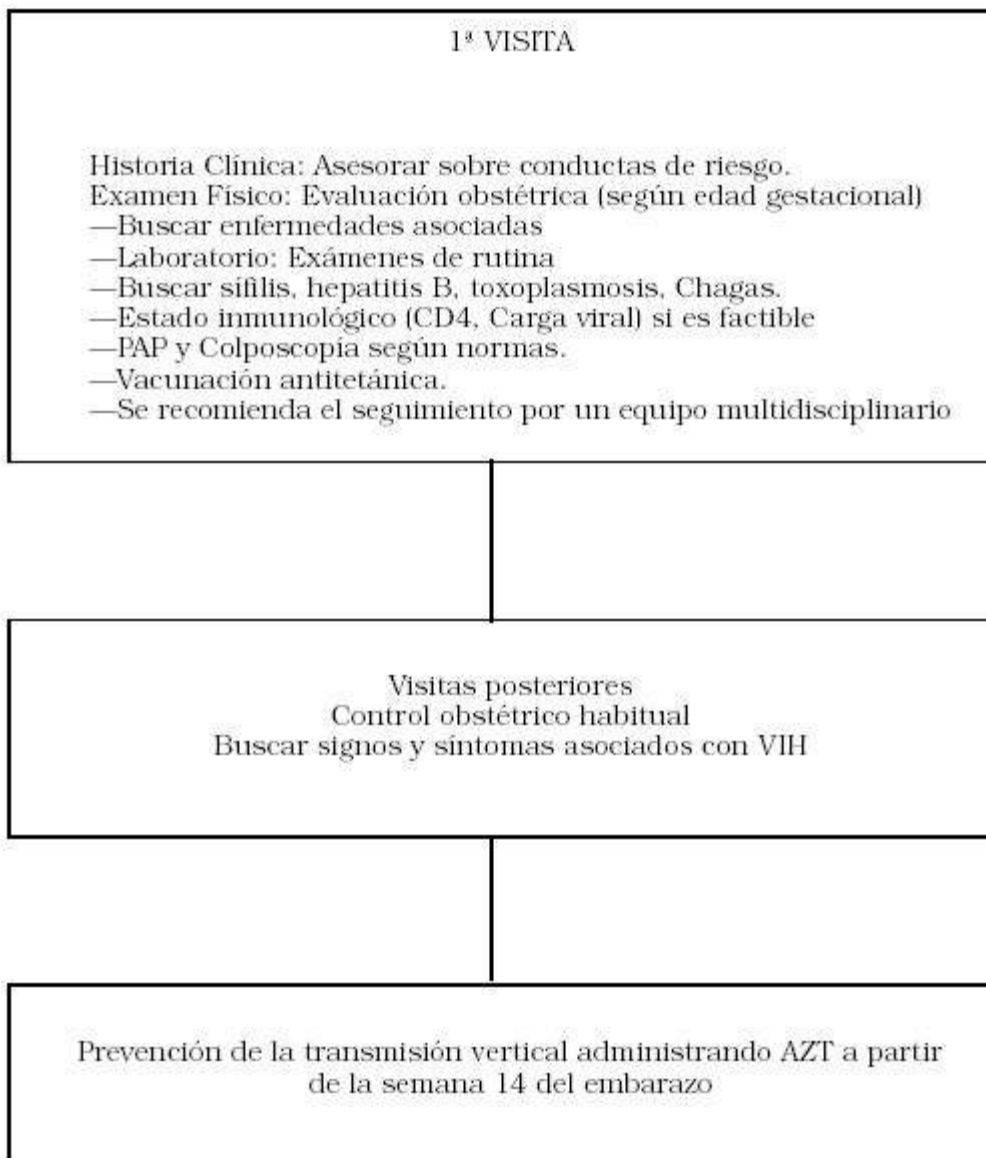 1ª VISITA
Historia Clínica: Asesorar sobre conductas de riesgo.
Examen Físico: Evaluación obstétrica (según edad gestacional)
—Buscar enfermedades asociadas
—Laboratorio: Exámenes de rutina
—Buscar sífilis, hepatitis B, toxoplasmosis, Chagas.
—Estado inmunológico (CD4, Carga viral) si es factible
—PAP y Colposcopía según normas.
—Vacunación antitetánica.
—Se recomienda el seguimiento por un equipo multidisciplinario
Visitas posteriores
Control obstétrico habitual
Buscar signos y síntomas asociados con VIH
Prevención de la transmisión vertical administrando AZT a partir
de la semana 14 del embarazo